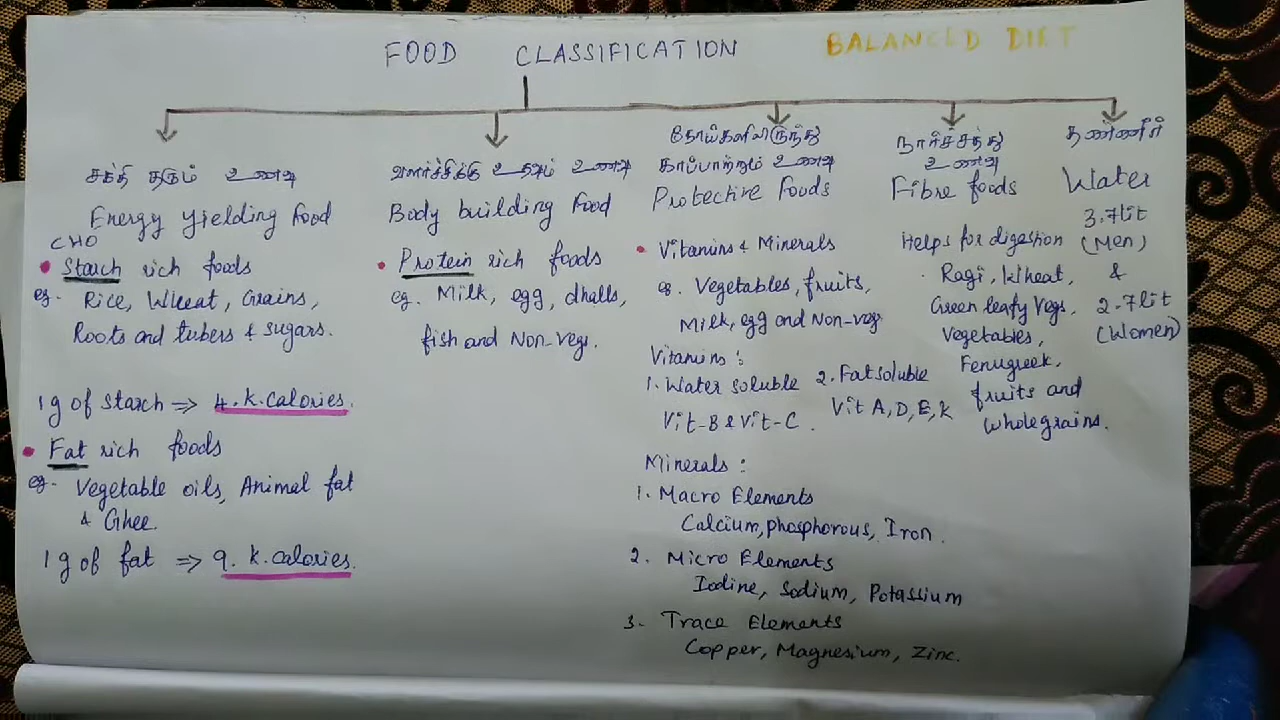 FOOD CLASSIFICATION
BALANCED DIET
சக்தி தரும் உணவு
Energy yielding Food
CHO
Starch rich foods
eg. Rice, Wheat, Grains,
Roots and tubers & sugars.
1 g of starch ⇒ 4. k.calories.
Fat rich foods
eg. Vegetable oils, Animal fat
& Ghee.
1 g of fat ⇒ 9. k.calories.
வளர்ச்சிக்கு உதவும் உணவு
Body building Food
Protein rich foods
eg. Milk, egg, dhalls,
fish and Non-vegs.
நோய்களிலிருந்து
காப்பாற்றும் உணவு
Protective Foods
Vitamins & Minerals
eg. Vegetables, fruits,
Milk, egg and Non-vegs
Vitamins :
1. Water soluble
Vit-B & Vit-C.
2. Fat soluble
Vit A, D, E, K
Minerals :
1. Macro Elements
Calcium, phosphorous, Iron.
2. Micro Elements
Iodine, Sodium, Potassium
3. Trace Elements
Copper, Magnesium, Zinc.
நார்ச்சத்து
உணவு
Fibre foods
Helps for digestion
Ragi, Wheat,
Green leafy Vegs,
Vegetables,
Fenugreek,
fruits and
whole grains.
தண்ணீர்
Water
3.7 lit
(Men)
&
2.7 lit
(Women)